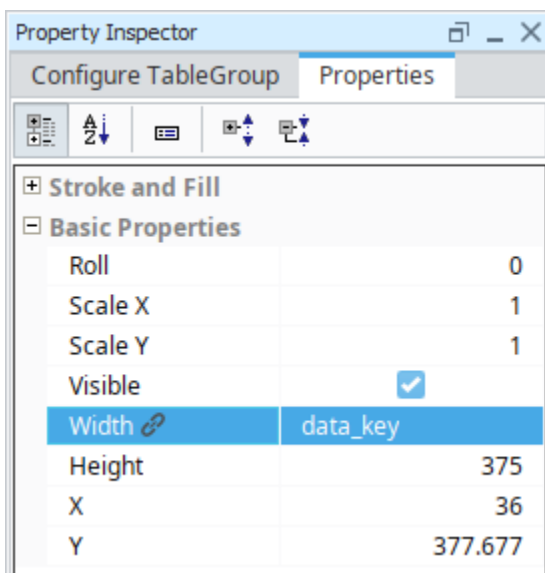 Property Inspector
Configure TableGroup Properties
A Z
Stroke and Fill
Basic Properties
Roll 0
Scale X 1
Scale Y 1
Visible
Width data_key
Height 375
X 36
Y 377.677